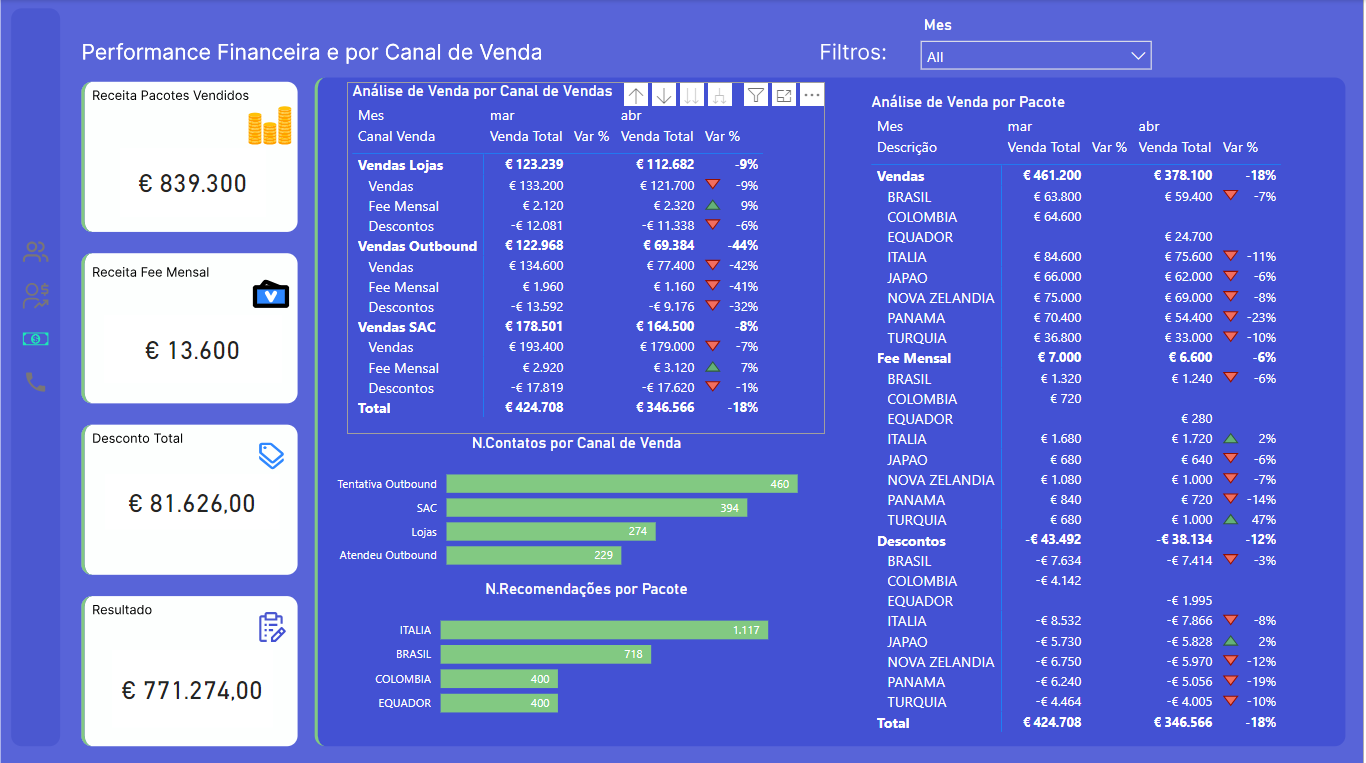 Performance Financeira e por Canal de Venda
Filtros:
Mes
All
Receita Pacotes Vendidos
€ 839.300
Receita Fee Mensal
€ 13.600
Desconto Total
€ 81.626,00
Resultado
€ 771.274,00
Análise de Venda por Canal de Vendas
Mes mar abr
Canal Venda Venda Total Var % Venda Total Var %
Vendas Lojas € 123.239 € 112.682 -9%
Vendas € 133.200 € 121.700 -9%
Fee Mensal € 2.120 € 2.320 9%
Descontos -€ 12.081 -€ 11.338 -6%
Vendas Outbound € 122.968 € 69.384 -44%
Vendas € 134.600 € 77.400 -42%
Fee Mensal € 1.960 € 1.160 -41%
Descontos -€ 13.592 -€ 9.176 -32%
Vendas SAC € 178.501 € 164.500 -8%
Vendas € 193.400 € 179.000 -7%
Fee Mensal € 2.920 € 3.120 7%
Descontos -€ 17.819 -€ 17.620 -1%
Total € 424.708 € 346.566 -18%
N.Contatos por Canal de Venda
Tentativa Outbound 460
SAC 394
Lojas 274
Atendeu Outbound 229
N.Recomendações por Pacote
ITALIA 1.117
BRASIL 718
COLOMBIA 400
EQUADOR 400
Análise de Venda por Pacote
Mes mar abr
Descrição Venda Total Var % Venda Total Var %
Vendas € 461.200 € 378.100 -18%
BRASIL € 63.800 € 59.400 -7%
COLOMBIA € 64.600
EQUADOR € 24.700
ITALIA € 84.600 € 75.600 -11%
JAPAO € 66.000 € 62.000 -6%
NOVA ZELANDIA € 75.000 € 69.000 -8%
PANAMA € 70.400 € 54.400 -23%
TURQUIA € 36.800 € 33.000 -10%
Fee Mensal € 7.000 € 6.600 -6%
BRASIL € 1.320 € 1.240 -6%
COLOMBIA € 720
EQUADOR € 280
ITALIA € 1.680 € 1.720 2%
JAPAO € 680 € 640 -6%
NOVA ZELANDIA € 1.080 € 1.000 -7%
PANAMA € 840 € 720 -14%
TURQUIA € 680 € 1.000 47%
Descontos -€ 43.492 -€ 38.134 -12%
BRASIL -€ 7.634 -€ 7.414 -3%
COLOMBIA -€ 4.142
EQUADOR -€ 1.995
ITALIA -€ 8.532 -€ 7.866 -8%
JAPAO -€ 5.730 -€ 5.828 2%
NOVA ZELANDIA -€ 6.750 -€ 5.970 -12%
PANAMA -€ 6.240 -€ 5.056 -19%
TURQUIA -€ 4.464 -€ 4.005 -10%
Total € 424.708 € 346.566 -18%